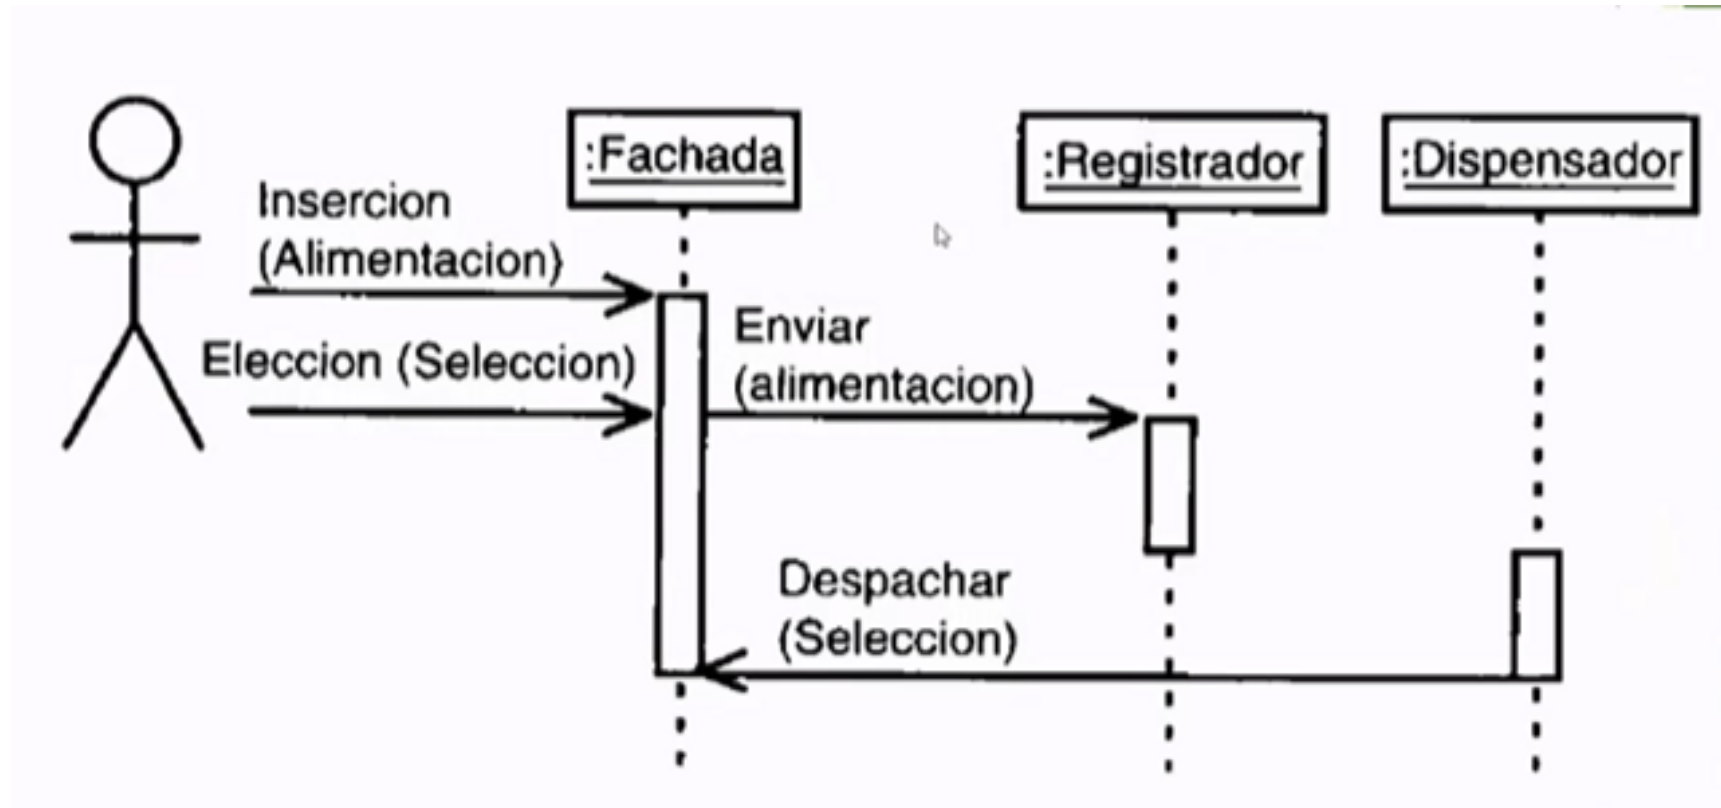 :Fachada
:Registrador
:Dispensador
Insercion
(Alimentacion)
Eleccion (Seleccion)
Enviar
(alimentacion)
Despachar
(Seleccion)